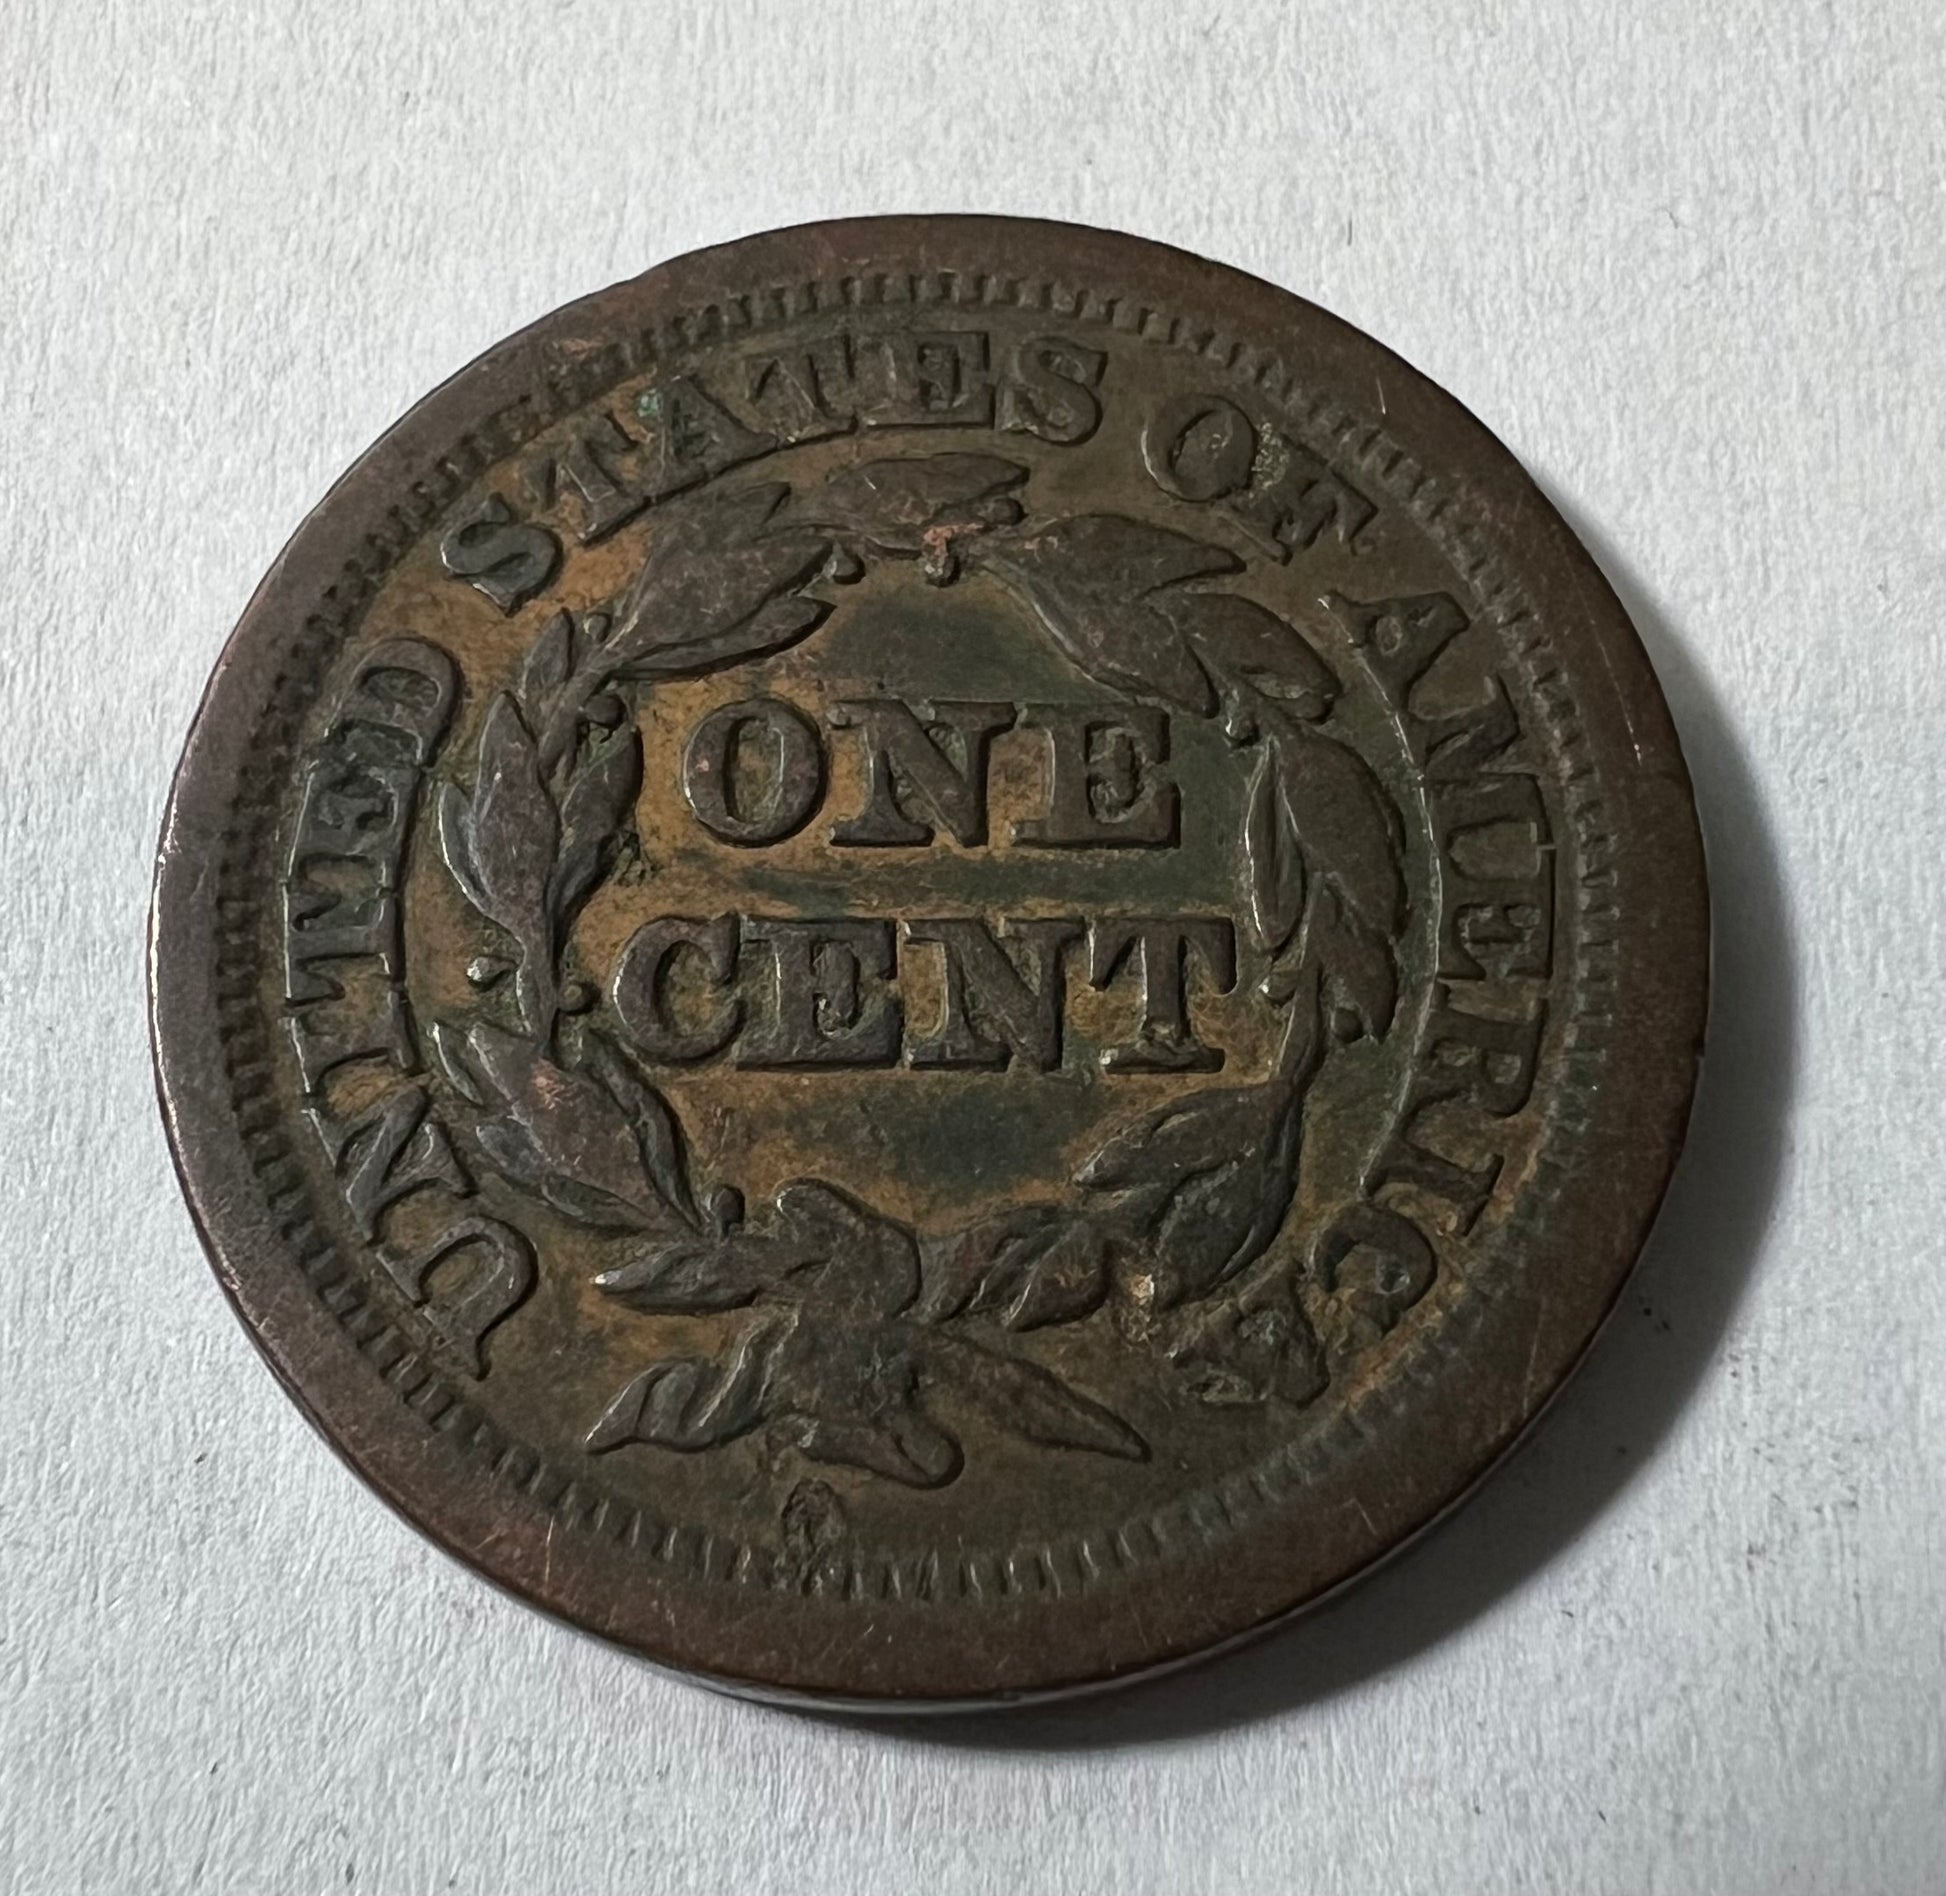 UNITED STATES OF AMERICA
ONE
CENT